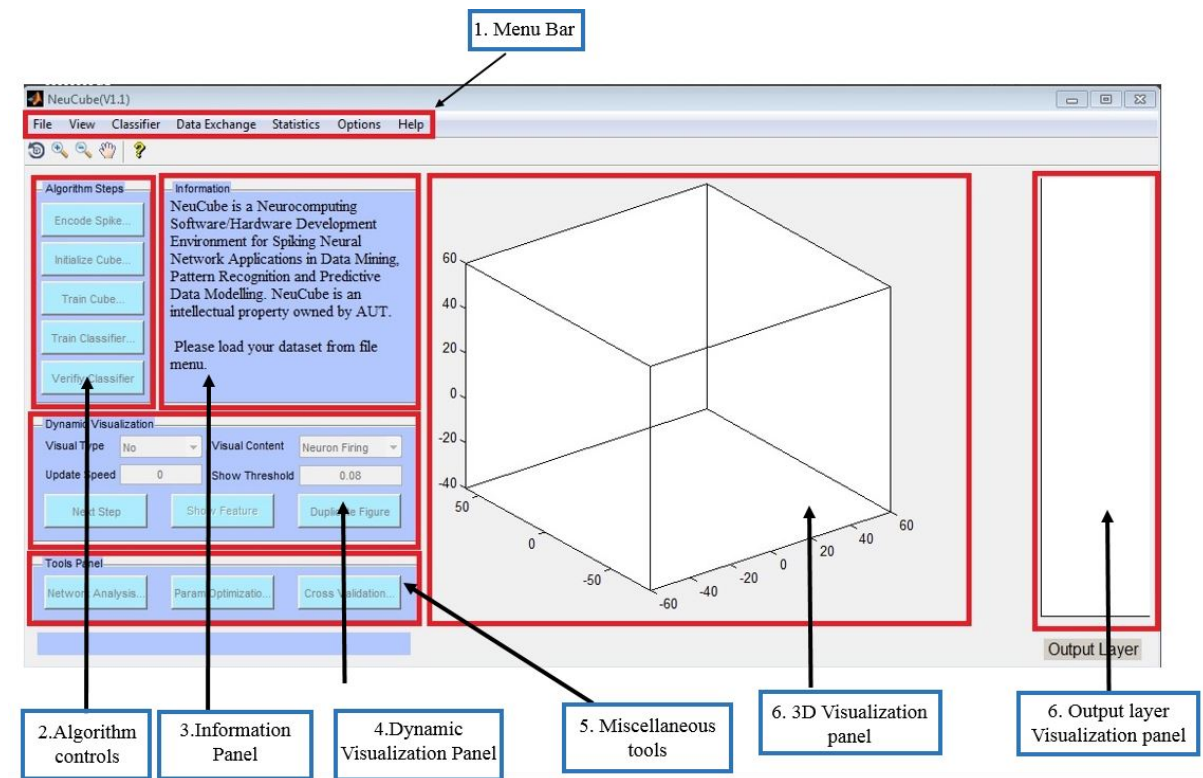 1. Menu Bar
NeuCube(V1.1)
File View Classifier Data Exchange Statistics Options Help
Algorithm Steps
Encode Spike...
Initialize Cube...
Train Cube...
Train Classifier...
Verifiy Classifier
Information
NeuCube is a Neurocomputing
Software/Hardware Development
Environment for Spiking Neural
Network Applications in Data Mining,
Pattern Recognition and Predictive
Data Modelling. NeuCube is an
intellectual property owned by AUT.
Please load your dataset from file
menu.
Dynamic Visualization
Visual Type No Visual Content Neuron Firing
Update Speed 0 Show Threshold 0.08
Next Step Show Feature Duplicate Figure
Tools Panel
Network Analysis... Param Optimizatio... Cross Validation...
60
40
20
0
-20
-40
50
0
-50
-60
-40
-20
0
20
40
60
Output Layer
2.Algorithm
controls
3.Information
Panel
4.Dynamic
Visualization Panel
5. Miscellaneous
tools
6. 3D Visualization
panel
6. Output layer
Visualization panel